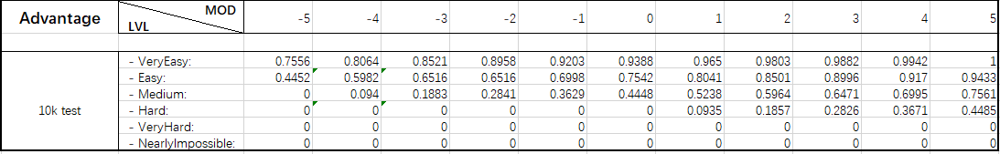 MOD
Advantage -5 -4 -3 -2 -1 0 1 2 3 4 5
LVL
- VeryEasy: 0.7556 0.8064 0.8521 0.8958 0.9203 0.9388 0.965 0.9803 0.9882 0.9942 1
- Easy: 0.4452 0.5982 0.6516 0.6516 0.6998 0.7542 0.8041 0.8501 0.8996 0.917 0.9433
- Medium: 0 0.094 0.1883 0.2841 0.3629 0.4448 0.5238 0.5964 0.6471 0.6995 0.7561
10k test - Hard: 0 0 0 0 0 0 0.0935 0.1857 0.2826 0.3671 0.4485
- VeryHard: 0 0 0 0 0 0 0 0 0 0 0
- NearlyImpossible: 0 0 0 0 0 0 0 0 0 0 0